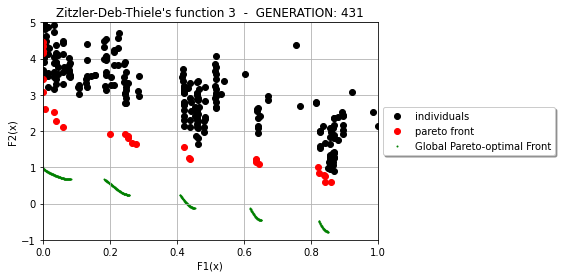 Zitzler-Deb-Thiele's function 3  -  GENERATION: 431
5
4
3
2
1
0
−1
F2(x)
0.0 0.2 0.4 0.6 0.8 1.0
F1(x)
individuals
pareto front
Global Pareto-optimal Front